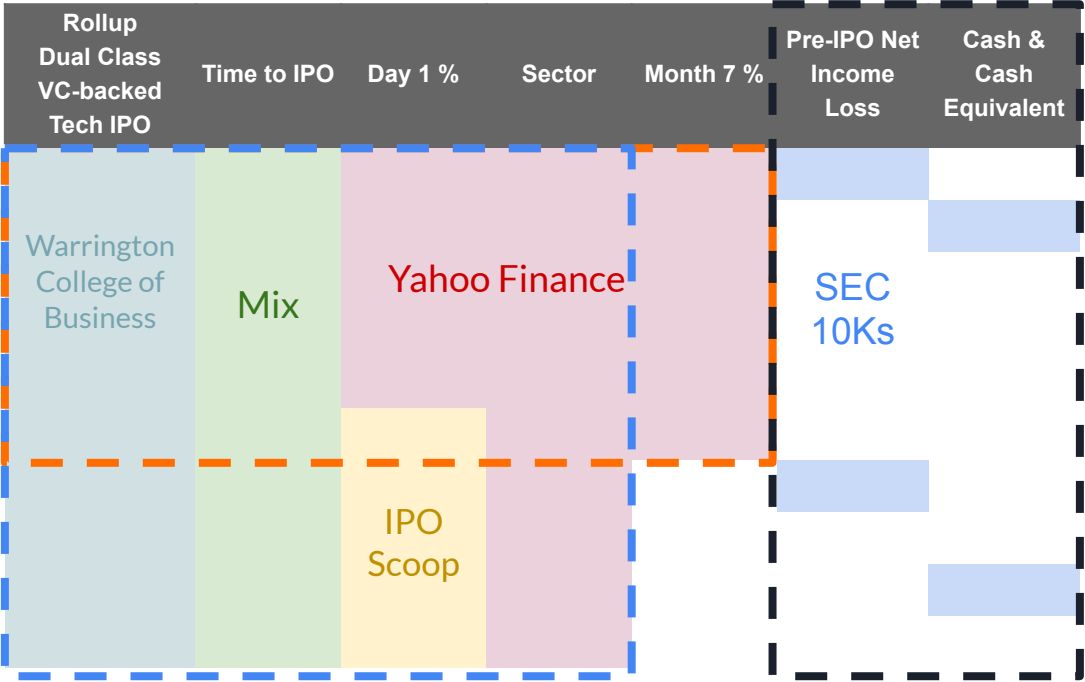 Rollup
Dual Class
VC-backed
Tech IPO
Time to IPO
Day 1 %
Sector
Month 7 %
Pre-IPO Net
Income
Loss
Cash &
Cash
Equivalent
Warrington
College of
Business
Mix
Yahoo Finance
SEC
10Ks
IPO
Scoop